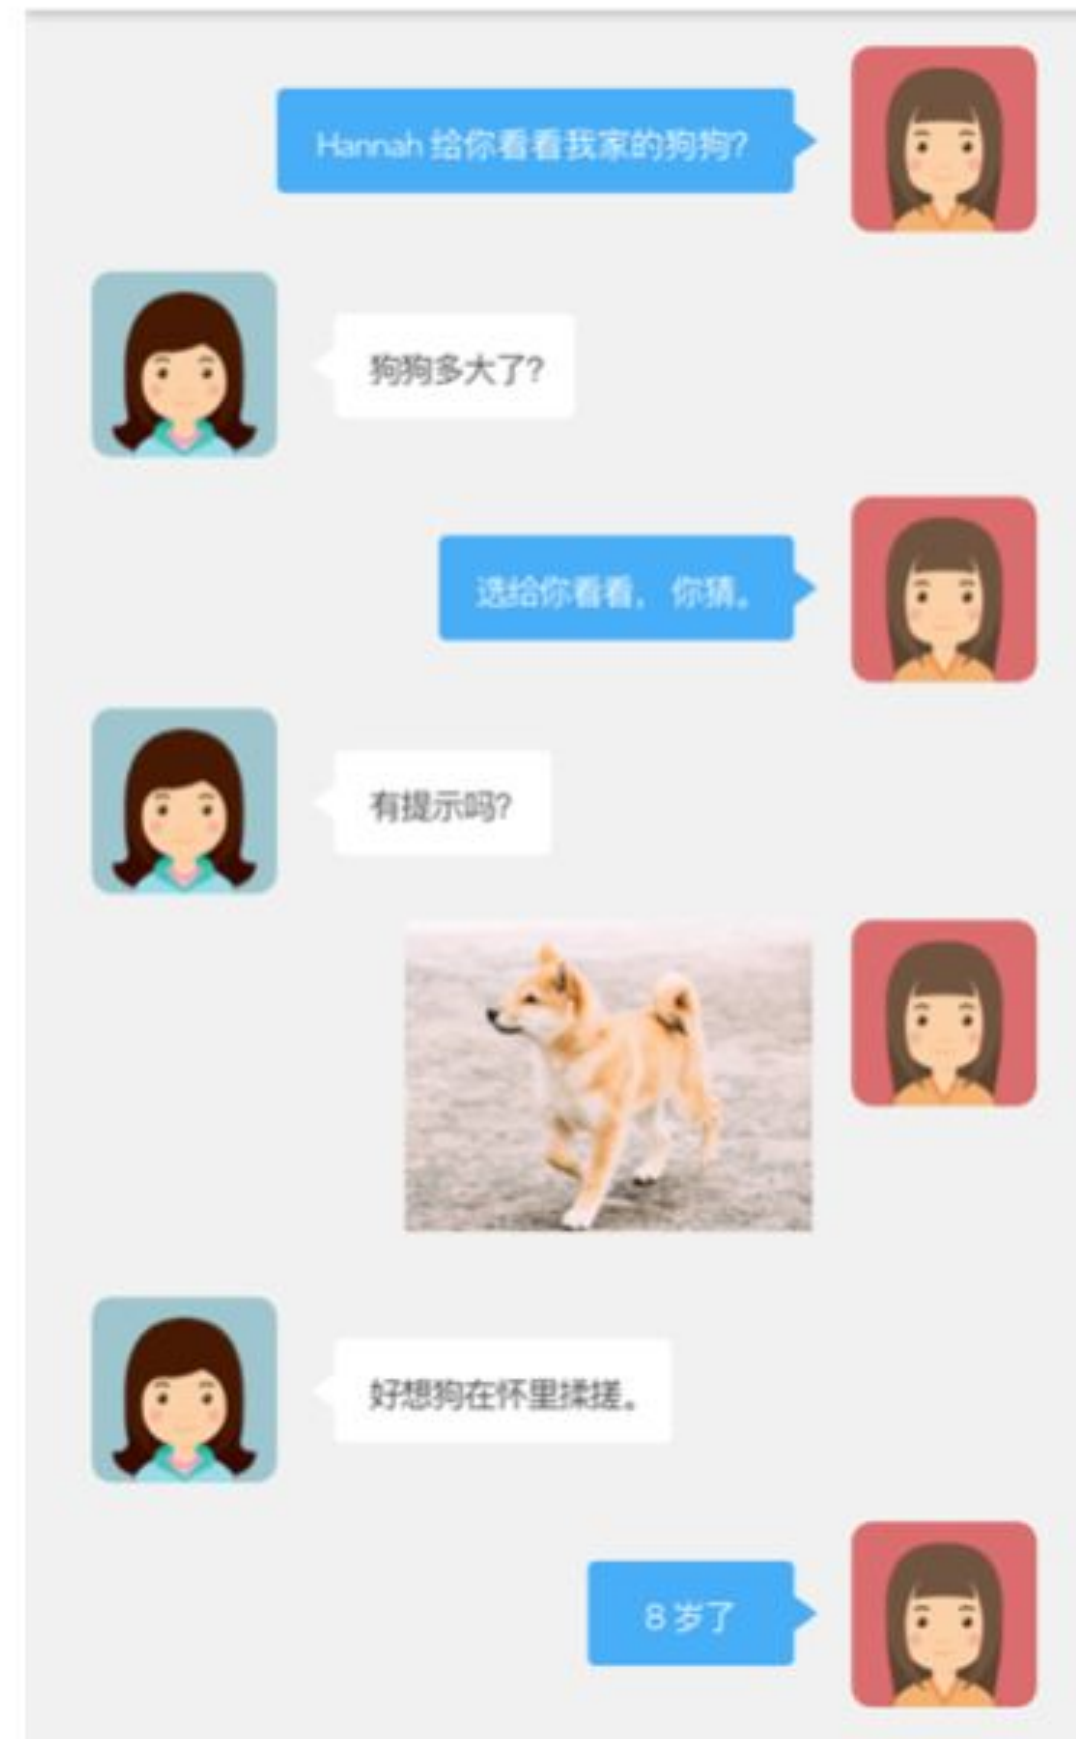 Hannah 给你看看我家的狗狗?
狗狗多大了?
选给你看看， 你猜。
有提示吗?
好想狗在怀里揉搓。
8 岁了